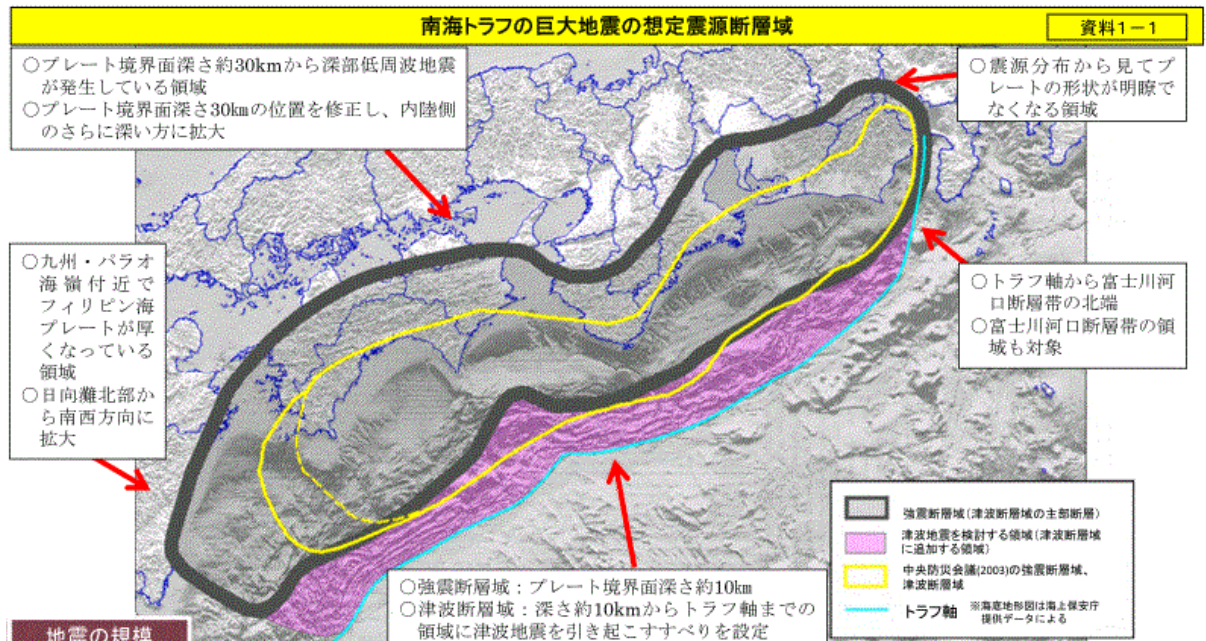 南海トラフの巨大地震の想定震源断層域
資料1－1
○プレート境界面深さ約30kmから深部低周波地震
が発生している領域
○プレート境界面深さ30㎞の位置を修正し、内陸側
のさらに深い方に拡大
○震源分布から見てプ
レートの形状が明瞭で
なくなる領域
○九州・パラオ
海嶺付近で
フィリピン海
プレートが厚
くなっている
領域
○日向灘北部か
ら南西方向に
拡大
○トラフ軸から富士川河
口断層帯の北端
○富士川河口断層帯の領
域も対象
強震断層域(津波断層域の主部断層)
津波地震を検討する領域(津波断層域
に追加する領域)
中央防災会議(2003)の強震断層域、
津波断層域
トラフ軸
※海底地形図は海上保安庁
提供データによる
○強震断層域：プレート境界面深さ約10㎞
○津波断層域：深さ約10㎞からトラフ軸までの
領域に津波地震を引き起こすすべりを設定
地震の規模